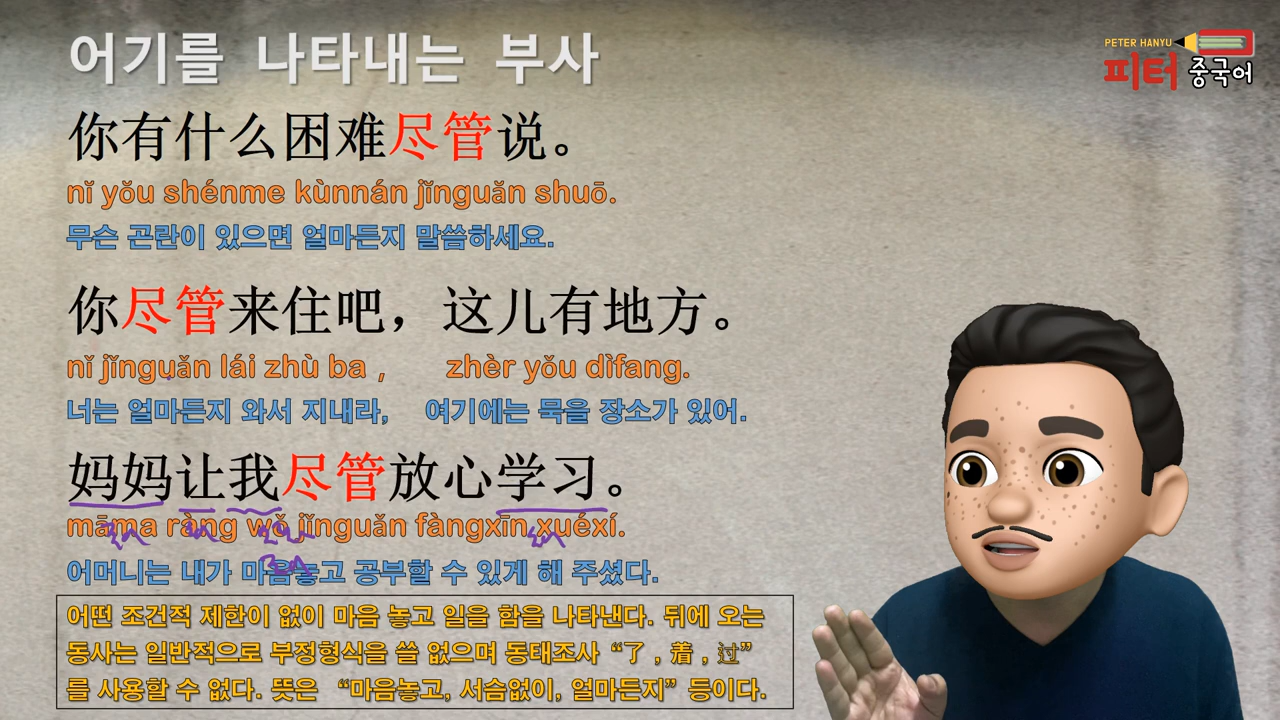 어기를 나타내는 부사
PETER HANYU
피터 중국어
你有什么困难尽管说。
nǐ yǒu shénme kùnnán jǐnguǎn shuō.
무슨 곤란이 있으면 얼마든지 말씀하세요.
你尽管来住吧，这儿有地方。
nǐ jǐnguǎn lái zhù ba , zhèr yǒu dìfang.
너는 얼마든지 와서 지내라, 여기에는 묵을 장소가 있어.
妈妈让我尽管放心学习。
māma ràng wǒ jǐnguǎn fàngxīn xuéxí.
어머니는 내가 마음놓고 공부할 수 있게 해 주셨다.
어떤 조건적 제한이 없이 마음 놓고 일을 함을 나타낸다. 뒤에 오는
동사는 일반적으로 부정형식을 쓸 없으며 동태조사 “了 , 着 , 过”
를 사용할 수 없다. 뜻은 “마음놓고, 서슴없이, 얼마든지” 등이다.